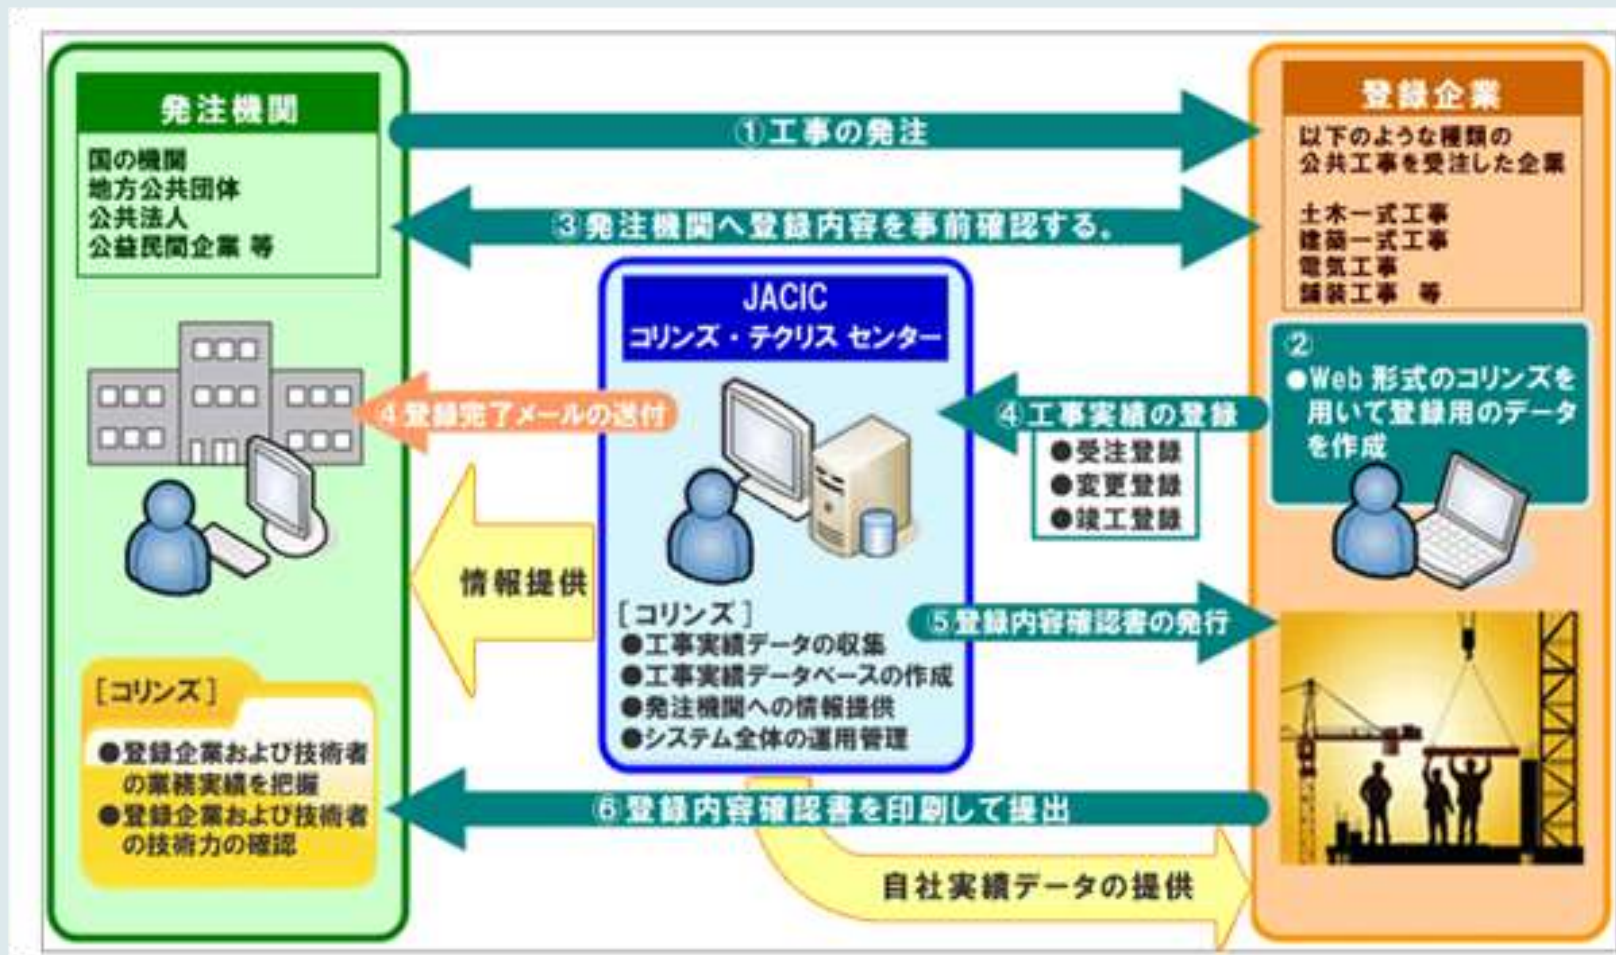 発注機関
国の機関
地方公共団体
公共法人
公益民間企業 等
①工事の発注
③発注機関へ登録内容を事前確認する。
登録企業
以下のような種類の
公共工事を受注した企業
土木一式工事
建築一式工事
電気工事
舗装工事 等
JACIC
コリンズ・テクリス センター
②
●Web 形式のコリンズを
用いて登録用のデータ
を作成
④登録完了メールの送付
④工事実績の登録
●受注登録
●変更登録
●竣工登録
情報提供
[コリンズ]
●工事実績データの収集
●工事実績データベースの作成
●発注機関への情報提供
●システム全体の運用管理
⑤登録内容確認書の発行
[コリンズ]
●登録企業および技術者
の業務実績を把握
●登録企業および技術者
の技術力の確認
⑥登録内容確認書を印刷して提出
自社実績データの提供